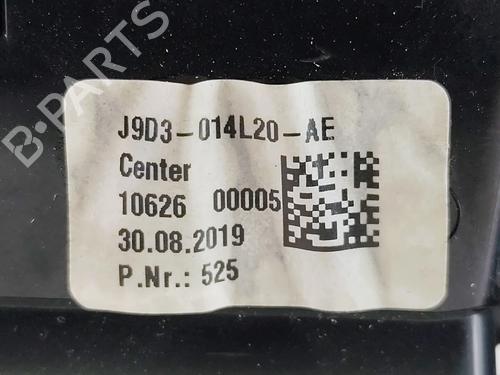 B-PARTS
J9D3-014L20-AE
Center
10626 00005
30.08.2019
P.Nr.: 525